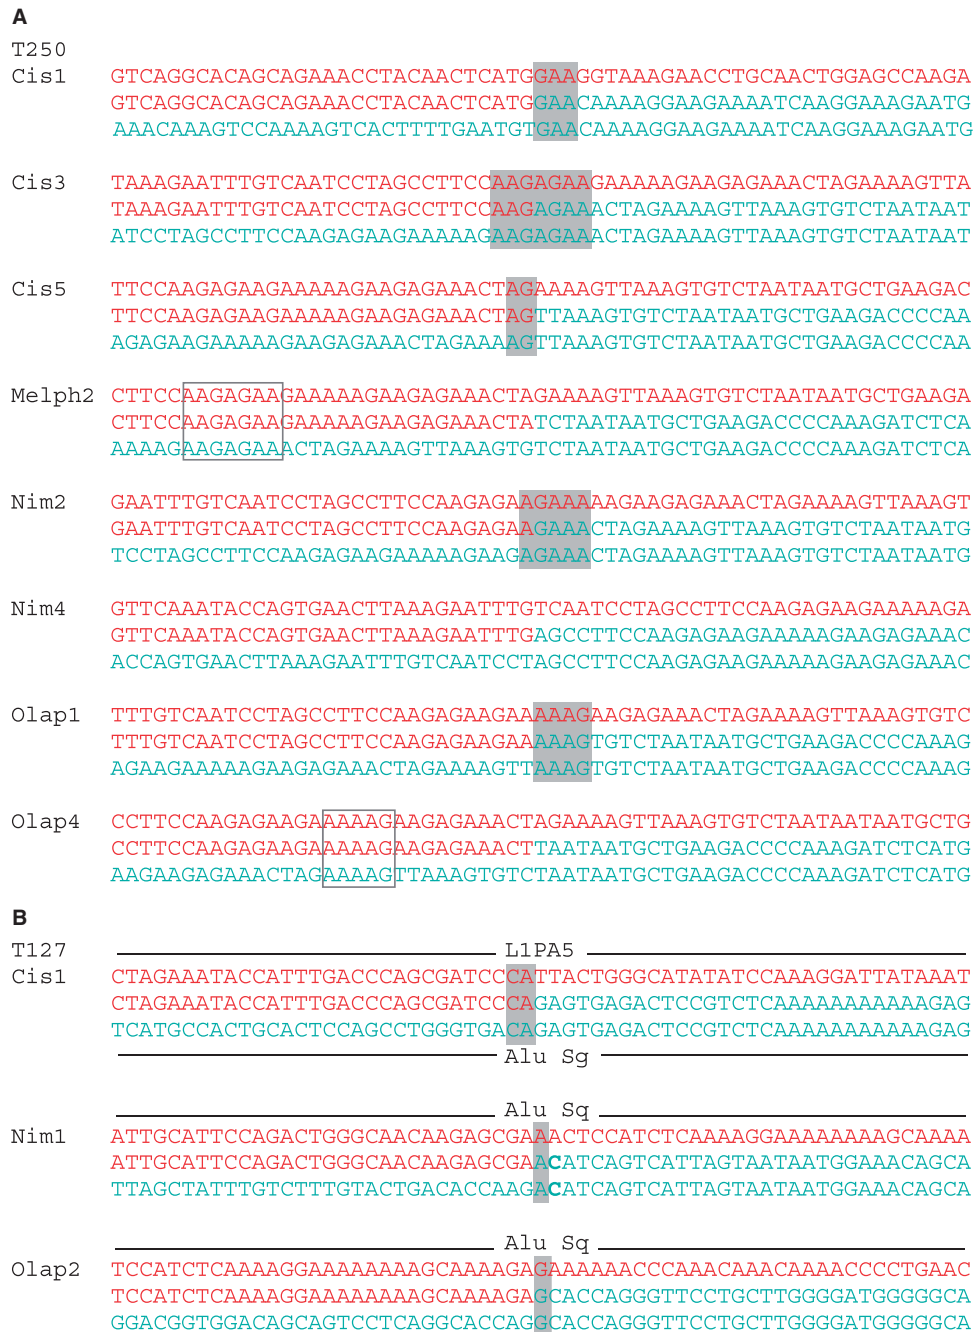 A
T250
Cis1 GTCAGGCACAGCAGAAACCTACAACTCATGGAAGGTAAAGAACCTGCAACTGGAGCCAAGA
GTCAGGCACAGCAGAAACCTACAACTCATGGAACAAAAGGAAGAAAATCAAGGAAAGAATG
AAACAAAGTCCAAAAGTCACTTTTGAATGTGAACAAAAGGAAGAAAATCAAGGAAAGAATG
Cis3 TAAAGAATTTGTCAATCCTAGCCTTCCAAGAGAAGAAAAAGAAGAGAAACTAGAAAAGTTA
TAAAGAATTTGTCAATCCTAGCCTTCCAAGAGAAACTAGAAAAGTTAAAGTGTCTAATAAT
ATCCTAGCCTTCCAAGAGAAGAAAAAGAAGAGAAACTAGAAAAGTTAAAGTGTCTAATAAT
Cis5 TTCCAAGAGAAGAAAAAGAAGAGAAACTAGAAAAGTTAAAGTGTCTAATAATGCTGAAGAC
TTCCAAGAGAAGAAAAAGAAGAGAAACTAGTTAAAGTGTCTAATAATGCTGAAGACCCCAA
AGAGAAGAAAAAGAAGAGAAACTAGAAAAGTTAAAGTGTCTAATAATGCTGAAGACCCCAA
Melph2 CTTCCAAGAGAAGAAAAAGAAGAGAAACTAGAAAAGTTAAAGTGTCTAATAATGCTGAAGA
CTTCCAAGAGAAGAAAAAGAAGAGAAACTATCTAATAATGCTGAAGACCCCAAAGATCTCA
AAAAGAAGAGAAACTAGAAAAGTTAAAGTGTCTAATAATGCTGAAGACCCCAAAGATCTCA
Nim2 GAATTTGTCAATCCTAGCCTTCCAAGAGAAGAAAAAGAAGAGAAACTAGAAAAGTTAAAGT
GAATTTGTCAATCCTAGCCTTCCAAGAGAAGAAACTAGAAAAGTTAAAGTGTCTAATAATG
TCCTAGCCTTCCAAGAGAAGAAAAAGAAGAGAAACTAGAAAAGTTAAAGTGTCTAATAATG
Nim4 GTTCAAATACCAGTGAACTTAAAGAATTTGTCAATCCTAGCCTTCCAAGAGAAGAAAAAGA
GTTCAAATACCAGTGAACTTAAAGAATTTGAGCCTTCCAAGAGAAGAAAAAGAAGAGAAAC
ACCAGTGAACTTAAAGAATTTGTCAATCCTAGCCTTCCAAGAGAAGAAAAAGAAGAGAAAC
Olap1 TTTGTCAATCCTAGCCTTCCAAGAGAAGAAAAAGAAGAGAAACTAGAAAAGTTAAAGTGTC
TTTGTCAATCCTAGCCTTCCAAGAGAAGAAAAAGTGTCTAATAATGCTGAAGACCCCAAAG
AGAAGAAAAAGAAGAGAAACTAGAAAAGTTAAAGTGTCTAATAATGCTGAAGACCCCAAAG
Olap4 CCTTCCAAGAGAAGAAAAAGAAGAGAAACTAGAAAAGTTAAAGTGTCTAATAATAATGCTG
CCTTCCAAGAGAAGAAAAAGAAGAGAAACTTAATAATGCTGAAGACCCCAAAGATCTCATG
AAGAAGAGAAACTAGAAAAGTTAAAGTGTCTAATAATGCTGAAGACCCCAAAGATCTCATG
B
T127 L1PA5
Cis1 CTAGAAATACCATTTGACCCAGCGATCCCATTACTGGGCATATATCCAAAGGATTATAAAT
CTAGAAATACCATTTGACCCAGCGATCCCAGAGTGAGACTCCGTCTCAAAAAAAAAAAGAG
TCATGCCACTGCACTCCAGCCTGGGTGACAGAGTGAGACTCCGTCTCAAAAAAAAAAAGAG
Alu Sg
Alu Sq
Nim1 ATTGCATTCCAGACTGGGCAACAAGAGCGAAACTCCATCTCAAAAGGAAAAAAAAGCAAAA
ATTGCATTCCAGACTGGGCAACAAGAGCGAACATCAGTCATTAGTAATAATGGAAACAGCA
TTAGCTATTTGTCTTTGTACTGACACCAAGACATCAGTCATTAGTAATAATGGAAACAGCA
Alu Sq
Olap2 TCCATCTCAAAAGGAAAAAAAAGCAAAAGAGAAAAAACCCAAACAAACAAAACCCCTGAAC
TCCATCTCAAAAGGAAAAAAAAGCAAAAGAGCACCAGGGTTCCTGCTTGGGGATGGGGGCA
GGACGGTGGACAGCAGTCCTCAGGCACCAGGCACCAGGGTTCCTGCTTGGGGATGGGGGCA